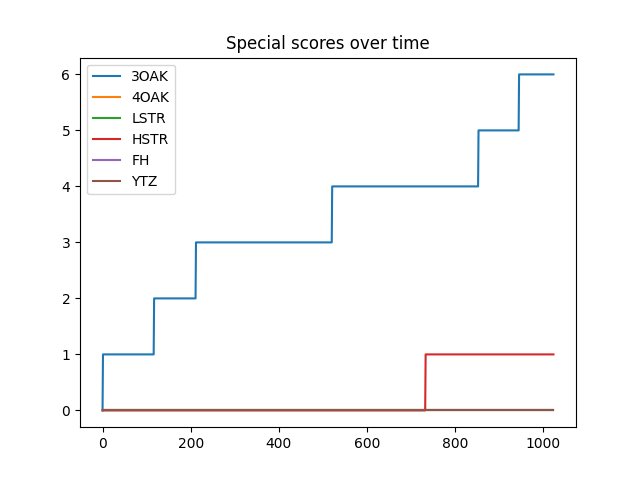 Special scores over time
3OAK
4OAK
LSTR
HSTR
FH
YTZ
6
5
4
3
2
1
0
0 200 400 600 800 1000